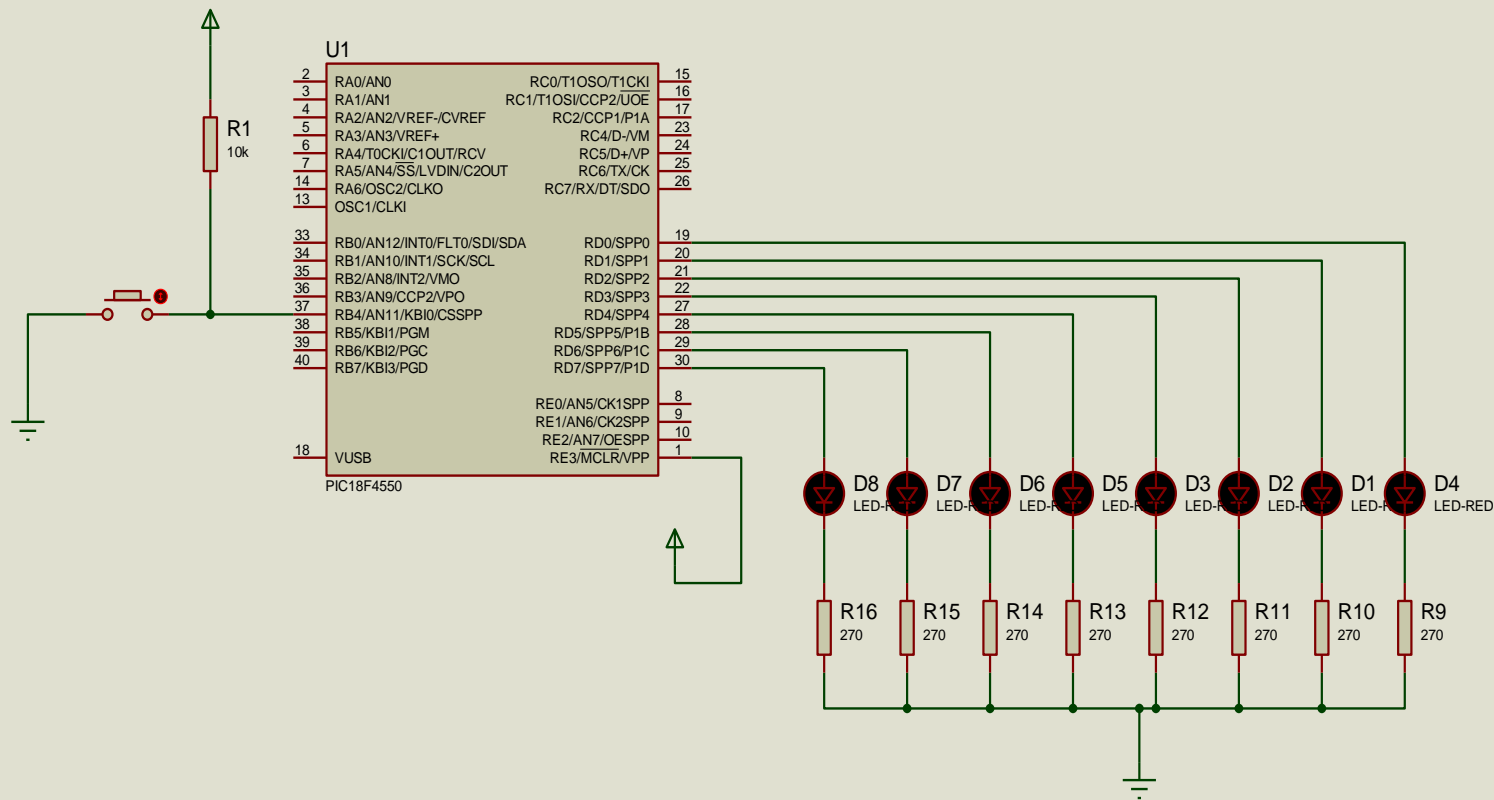 U1
R1
10k
2 RA0/AN0
3 RA1/AN1
4 RA2/AN2/VREF-/CVREF
5 RA3/AN3/VREF+
6 RA4/T0CKI/C1OUT/RCV
7 RA5/AN4/SS/LVDIN/C2OUT
14 RA6/OSC2/CLKO
13 OSC1/CLKI
33 RB0/AN12/INT0/FLT0/SDI/SDA
34 RB1/AN10/INT1/SCK/SCL
35 RB2/AN8/INT2/VMO
36 RB3/AN9/CCP2/VPO
37 RB4/AN11/KBI0/CSSPP
38 RB5/KBI1/PGM
39 RB6/KBI2/PGC
40 RB7/KBI3/PGD
18 VUSB
RC0/T1OSO/T1CKI 15
RC1/T1OSI/CCP2/UOE 16
RC2/CCP1/P1A 17
RC4/D-/VM 23
RC5/D+/VP 24
RC6/TX/CK 25
RC7/RX/DT/SDO 26
RD0/SPP0 19
RD1/SPP1 20
RD2/SPP2 21
RD3/SPP3 22
RD4/SPP4 27
RD5/SPP5/P1B 28
RD6/SPP6/P1C 29
RD7/SPP7/P1D 30
RE0/AN5/CK1SPP 8
RE1/AN6/CK2SPP 9
RE2/AN7/OESPP 10
RE3/MCLR/VPP 1
PIC18F4550
D8 D7 D6 D5 D3 D2 D1 D4
LED-RED
R16 R15 R14 R13 R12 R11 R10 R9
270 270 270 270 270 270 270 270